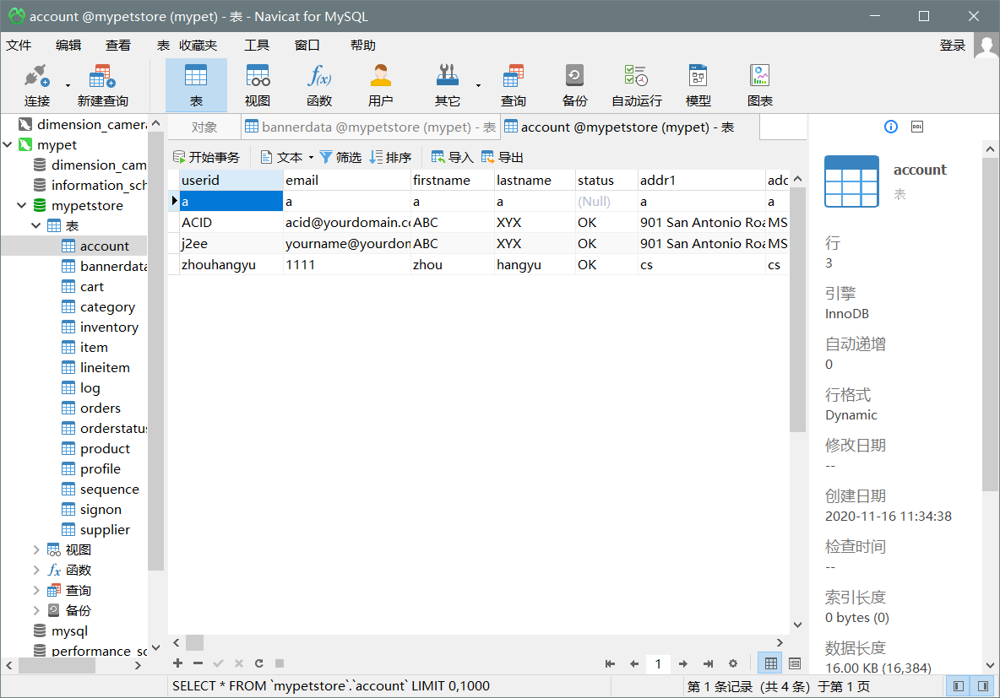 account @mypetstore (mypet) - 表 - Navicat for MySQL
文件 编辑 查看 表 收藏夹 工具 窗口 帮助 登录
连接 新建查询 表 视图 函数 用户 其它 查询 备份 自动运行 模型 图表
对象 bannerdata @mypetstore (mypet) - 表 account @mypetstore (mypet) - 表
开始事务 文本 筛选 排序 导入 导出
dimension_camera
mypet
dimension_cam
information_sch
mypetstore
表
account
bannerdata
cart
category
inventory
item
lineitem
log
orders
orderstatus
product
profile
sequence
signon
supplier
视图
函数
查询
备份
mysql
performance_sc
userid email firstname lastname status addr1 add
a a a a (Null) a a
ACID acid@yourdomain.co ABC XYX OK 901 San Antonio Roa MS
j2ee yourname@yourdon ABC XYX OK 901 San Antonio Roa MS
zhouhangyu 1111 zhou hangyu OK cs cs
DDL
account
表
行
3
引擎
InnoDB
自动递增
0
行格式
Dynamic
修改日期
--
创建日期
2020-11-16 11:34:38
检查时间
--
索引长度
0 bytes (0)
数据长度
16.00 KB (16,384)
1
SELECT * FROM `mypetstore`.`account` LIMIT 0,1000 第 1 条记录 (共 4 条) 于第 1 页